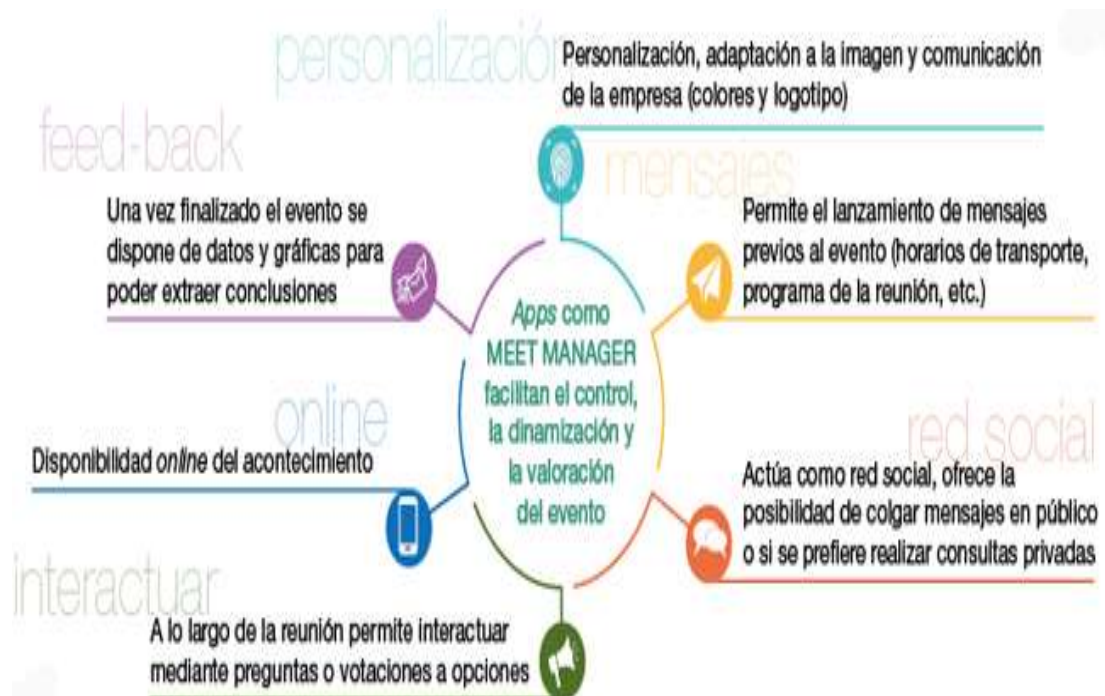 personalización
Personalización, adaptación a la imagen y comunicación
de la empresa (colores y logotipo)
mensajes
Permite el lanzamiento de mensajes
previos al evento (horarios de transporte,
programa de la reunión, etc.)
red social
Actúa como red social, ofrece la
posibilidad de colgar mensajes en público
o si se prefiere realizar consultas privadas
interactuar
A lo largo de la reunión permite interactuar
mediante preguntas o votaciones a opciones
online
Disponibilidad online del acontecimiento
feed-back
Una vez finalizado el evento se
dispone de datos y gráficas para
poder extraer conclusiones
Apps como
MEET MANAGER
facilitan el control,
la dinamización y
la valoración
del evento